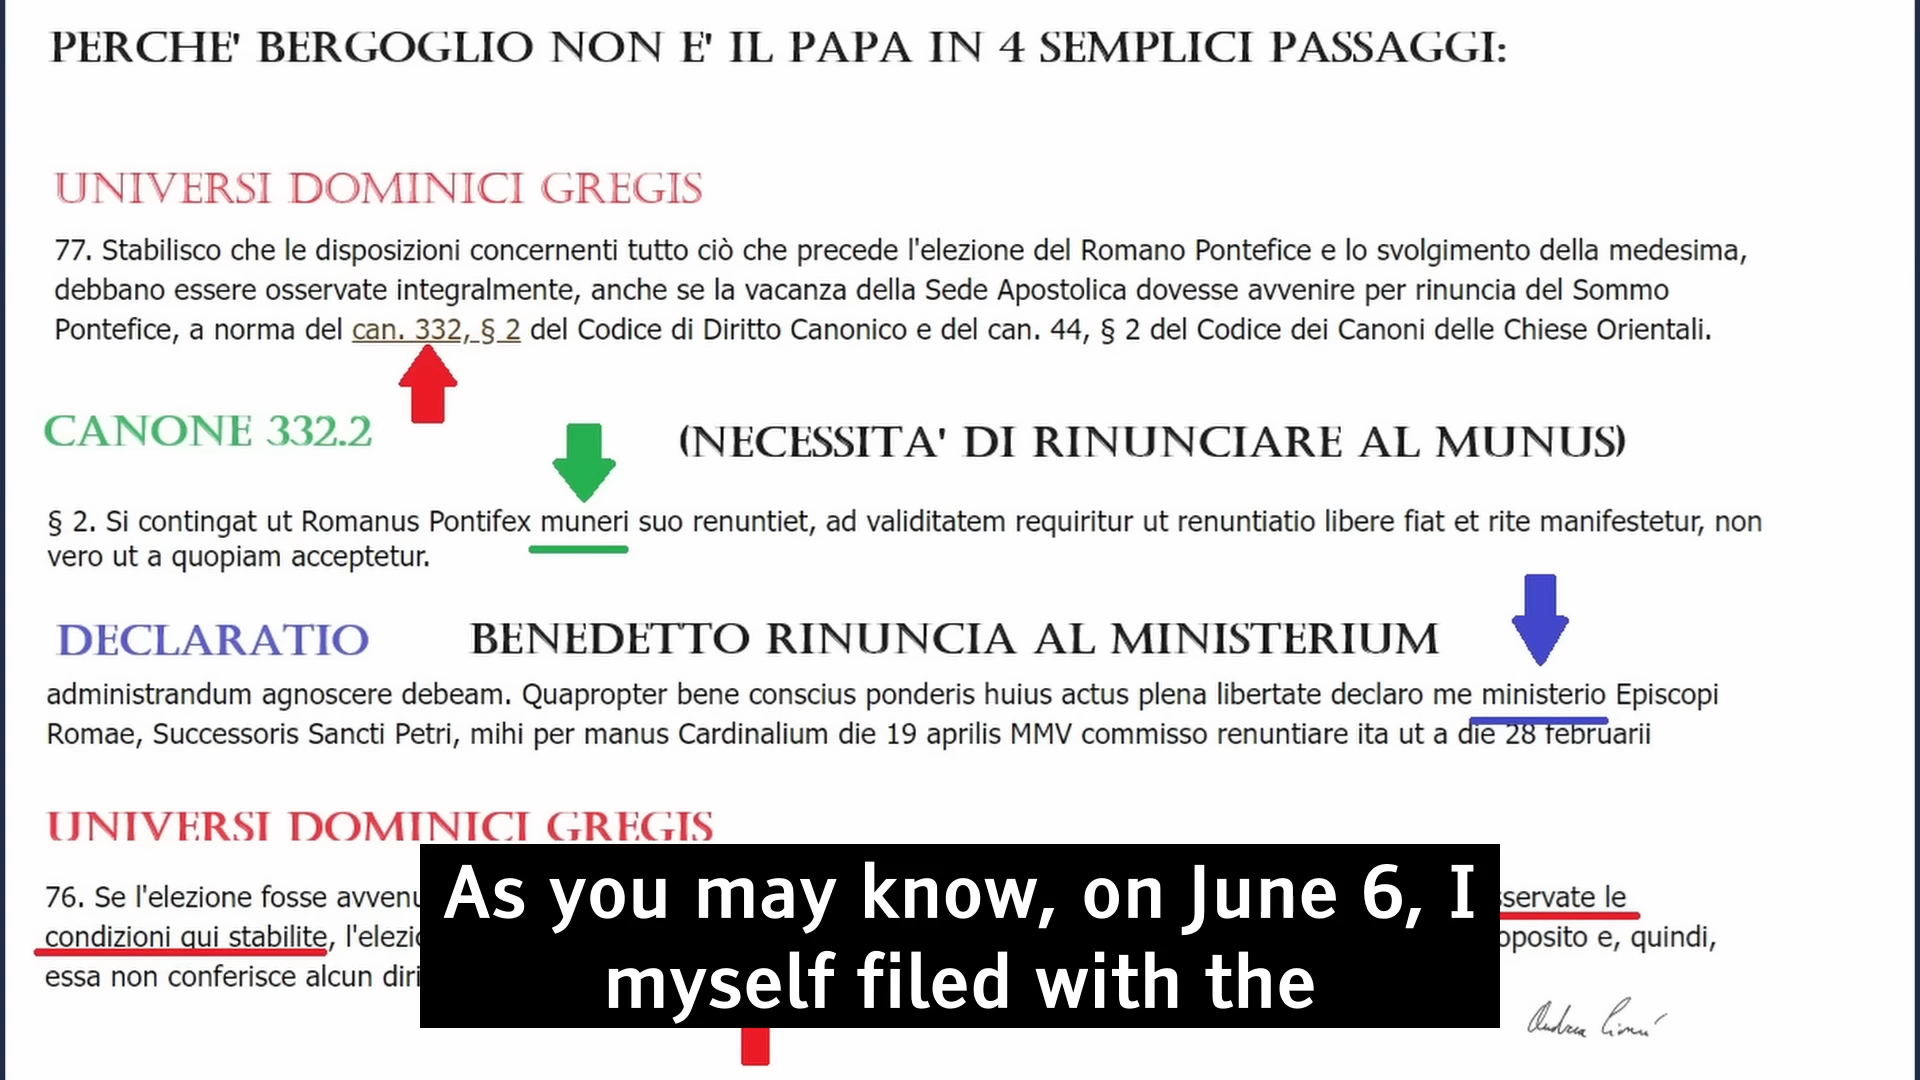 PERCHE' BERGOGLIO NON E' IL PAPA IN 4 SEMPLICI PASSAGGI:
UNIVERSI DOMINICI GREGIS
77. Stabilisco che le disposizioni concernenti tutto ciò che precede l'elezione del Romano Pontefice e lo svolgimento della medesima,
debbano essere osservate integralmente, anche se la vacanza della Sede Apostolica dovesse avvenire per rinuncia del Sommo
Pontefice, a norma del can. 332, § 2 del Codice di Diritto Canonico e del can. 44, § 2 del Codice dei Canoni delle Chiese Orientali.
CANONE 332.2
(NECESSITA' DI RINUNCIARE AL MUNUS)
§ 2. Si contingat ut Romanus Pontifex muneri suo renuntiet, ad validitatem requiritur ut renuntiatio libere fiat et rite manifestetur, non
vero ut a quopiam acceptetur.
DECLARATIO BENEDETTO RINUNCIA AL MINISTERIUM
administrandum agnoscere debeam. Quapropter bene conscius ponderis huius actus plena libertate declaro me ministerio Episcopi
Romae, Successoris Sancti Petri, mihi per manus Cardinalium die 19 aprilis MMV commisso renuntiare ita ut a die 28 februarii
UNIVERSI DOMINICI GREGIS
76. Se l'elezione fosse le
condizioni qui stabilite, e, quindi,
essa non conferisce alcun
As you may know, on June 6, I
myself filed with the